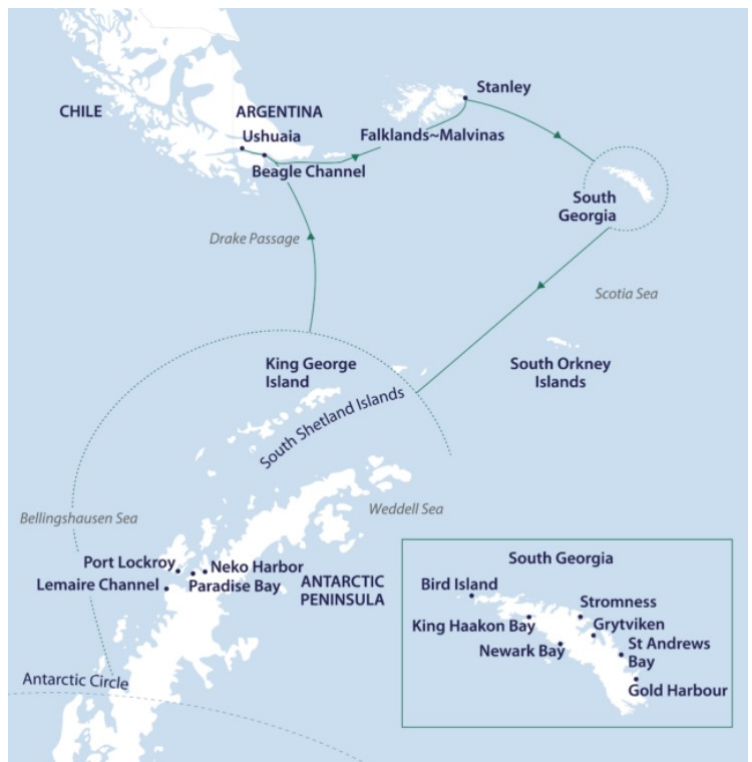 Stanley
CHILE
ARGENTINA
Ushuaia
Falklands~Malvinas
Beagle Channel
South
Georgia
Drake Passage
Scotia Sea
King George
Island
South Orkney
Islands
South Shetland Islands
Weddell Sea
Bellingshausen Sea
Port Lockroy
Neko Harbor
Lemaire Channel
Paradise Bay
ANTARCTIC
PENINSULA
Antarctic Circle
South Georgia
Bird Island
Stromness
King Haakon Bay
Grytviken
Newark Bay
St Andrews
Bay
Gold Harbour